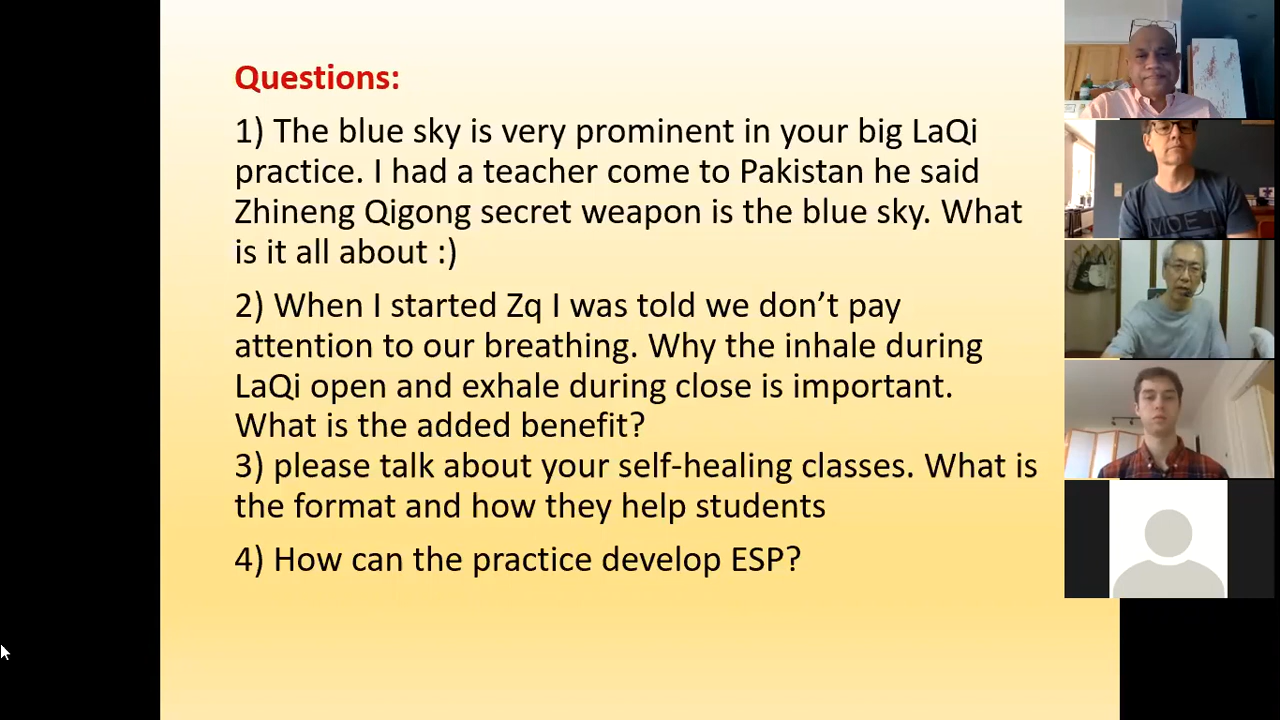 Questions:
1) The blue sky is very prominent in your big LaQi
practice. I had a teacher come to Pakistan he said
Zhineng Qigong secret weapon is the blue sky. What
is it all about :)
2) When I started Zq I was told we don’t pay
attention to our breathing. Why the inhale during
LaQi open and exhale during close is important.
What is the added benefit?
3) please talk about your self-healing classes. What is
the format and how they help students
4) How can the practice develop ESP?